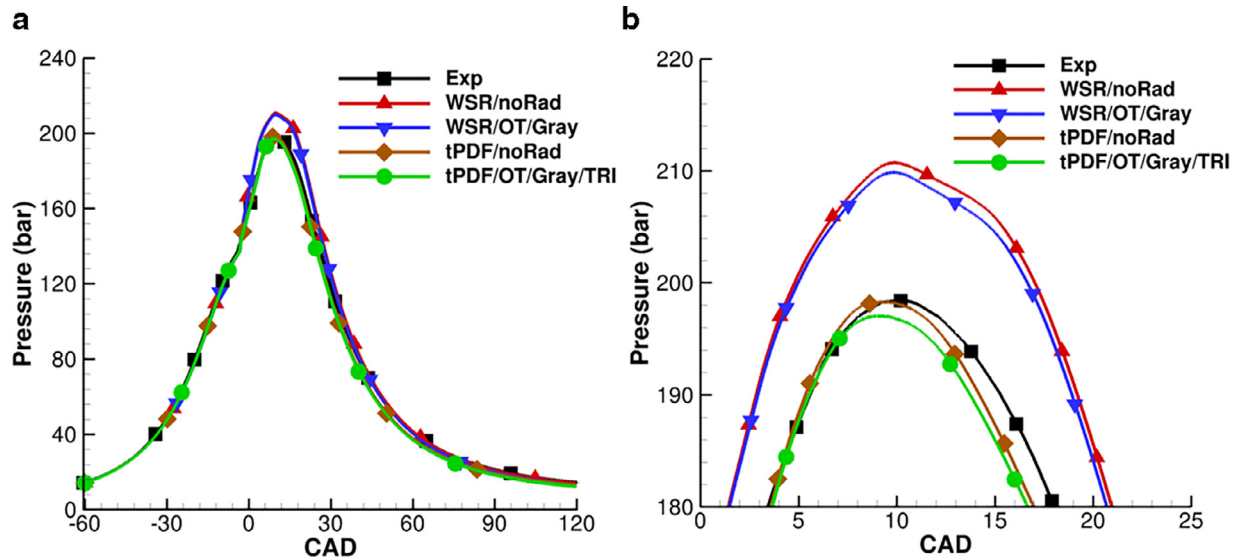 a
240
200
160
120
80
40
0
Pressure (bar)
-60 -30 0 30 60 90 120
CAD
Exp
WSR/noRad
WSR/OT/Gray
tPDF/noRad
tPDF/OT/Gray/TRI
b
220
210
200
190
180
Pressure (bar)
0 5 10 15 20 25
CAD
Exp
WSR/noRad
WSR/OT/Gray
tPDF/noRad
tPDF/OT/Gray/TRI